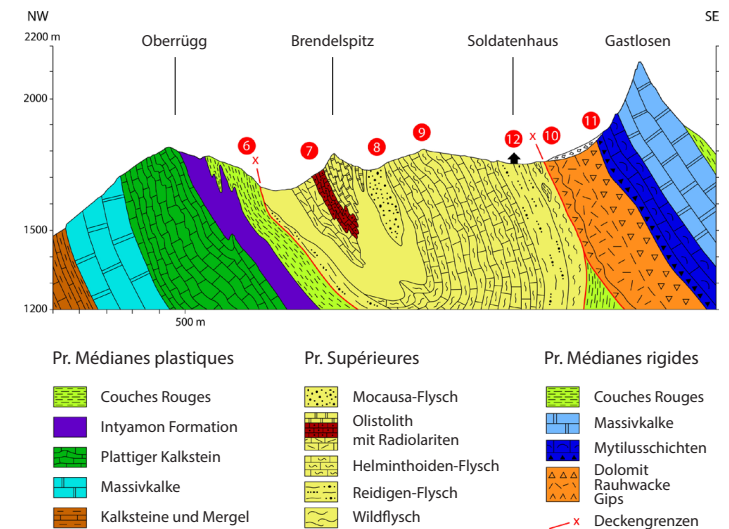 NW
SE
2200 m
Oberrügg
Brendelspitz
Soldatenhaus
Gastlosen
2000
6
x
7
8
9
12
x
10
11
1500
1200
500 m
Pr. Médianes plastiques
Couches Rouges
Intyamon Formation
Plattiger Kalkstein
Massivkalke
Kalksteine und Mergel
Pr. Supérieures
Mocausa-Flysch
Olistolith
mit Radiolariten
Helminthoiden-Flysch
Reidigen-Flysch
Wildflysch
Pr. Médianes rigides
Couches Rouges
Massivkalke
Mytilusschichten
Dolomit
Rauhwacke
Gips
x Deckengrenzen